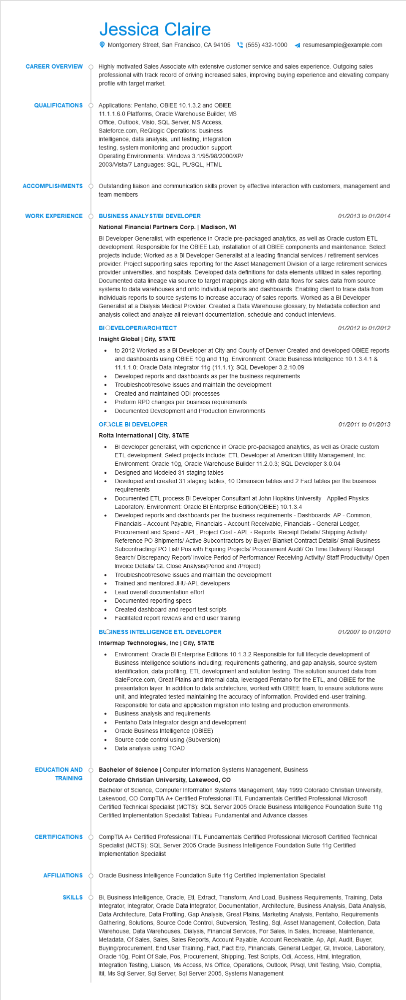 Jessica Claire
Montgomery Street, San Francisco, CA 94105 (555) 432-1000 resumesample@example.com
CAREER OVERVIEW
Highly motivated Sales Associate with extensive customer service and sales experience. Outgoing sales
professional with track record of driving increased sales, improving buying experience and elevating company
profile with target market.
QUALIFICATIONS
Applications: Pentaho, OBIEE 10.1.3.2 and OBIEE
11.1.1.6.0 Platforms, Oracle Warehouse Builder, MS
Office, Outlook, Visio, SQL Server, MS Access,
Saleforce.com, ReQlogic Operations: business
intelligence, data analysis, unit testing, integration
testing, system monitoring and production support
Operating Environments: Windows 3.1/95/98/2000/XP/
2003/Vista/7 Languages: SQL, PL/SQL, HTML
ACCOMPLISHMENTS
Outstanding liaison and communication skills proven by effective interaction with customers, management and
team members
WORK EXPERIENCE
BUSINESS ANALYST/BI DEVELOPER 01/2013 to 01/2014
National Financial Partners Corp. | Madison, WI
BI Developer Generalist, with experience in Oracle pre-packaged analytics, as well as Oracle custom ETL
development. Responsible for the OBIEE Lab, installation of all OBIEE components and maintenance. Select
projects include; Worked as a BI Developer Generalist at a leading financial services / retirement services
provider. Project supporting sales reporting for the Asset Management Division of a large retirement services
provider universities, and hospitals. Developed data definitions for data elements utilized in sales reporting.
Documented data lineage via source to target mappings along with data flows for sales data from source
systems to data warehouses and onto individual reports and dashboards. Enabling client to trace data from
individuals reports to source systems to increase accuracy of sales reports. Worked as a BI Developer
Generalist at a Dialysis Medical Provider. Created a Data Warehouse glossary, by Metadata collection and
analysis collect and analyze all relevant documentation, schedule and conduct interviews.
BI DEVELOPER/ARCHITECT 01/2012 to 01/2012
Insight Global | City, STATE
• to 2012 Worked as a BI Developer at City and County of Denver Created and developed OBIEE reports
and dashboards using OBIEE 10g and 11g. Environment: Oracle Business Intelligence 10.1.3.4.1 &
11.1.1.0; Oracle Data Integrator 11g (11.1.1); SQL Developer 3.2.10.09
• Developed reports and dashboards as per the business requirements
• Troubleshoot/resolve issues and maintain the development
• Created and maintained ODI processes
• Preform RPD changes per business requirements
• Documented Development and Production Environments
ORACLE BI DEVELOPER 01/2011 to 01/2013
Rolta International | City, STATE
• BI developer generalist, with experience in Oracle pre-packaged analytics, as well as Oracle custom
ETL development. Select projects include: ETL Developer at American Utility Management, Inc.
Environment: Oracle 10g, Oracle Warehouse Builder 11.2.0.3; SQL Developer 3.0.04
• Designed and Modeled 31 staging tables
• Developed and created 31 staging tables, 10 Dimension tables and 2 Fact tables per the business
requirements
• Documented ETL process BI Developer Consultant at John Hopkins University - Applied Physics
Laboratory. Environment: Oracle BI Enterprise Edition(OBIEE) 10.1.3.4
• Developed reports and dashboards per the business requirements ◦ Dashboards: AP - Common,
Financials - Account Payable, Financials - Account Receivable, Financials - General Ledger,
Procurement and Spend - APL, Project Cost - APL ◦ Reports: Receipt Details/ Shipping Activity/
Reference PO Shipments/ Active Subcontractors by Buyer/ Blanket Contract Details/ Small Business
Subcontracting/ PO List/ Pos with Expiring Projects/ Procurement Audit/ On Time Delivery/ Receipt
Search/ Discrepancy Report/ Invoice Period of Performance/ Receiving Activity/ Staff Productivity/ Open
Invoice Details/ GL Close Analysis(Period and /Project)
• Troubleshoot/resolve issues and maintain the development
• Trained and mentored JHU-APL developers
• Lead overall documentation effort
• Documented reporting specs
• Created dashboard and report test scripts
• Facilitated report reviews and end user training
BUSINESS INTELLIGENCE ETL DEVELOPER 01/2007 to 01/2010
Intermap Technologies, Inc | City, STATE
• Environment: Oracle BI Enterprise Editions 10.1.3.2 Responsible for full lifecycle development of
Business Intelligence solutions including; requirements gathering, and gap analysis, source system
identification, data profiling, ETL development and solution testing. The solution sourced data from
SaleForce.com, Great Plains and internal data, leveraged Pentaho for the ETL, and OBIEE for the
presentation layer. In addition to data architecture, worked with OBIEE team, to ensure solutions were
unit, and integrated tested maintaining the accuracy of information. Provided end-user training.
Responsible for data and application migration into testing and production environments.
• Business analysis and requirements
• Pentaho Data Integrator design and development
• Oracle Business Intelligence (OBIEE)
• Source code control using (Subversion)
• Data analysis using TOAD
EDUCATION AND
TRAINING
Bachelor of Science | Computer Information Systems Management, Business
Colorado Christian University, Lakewood, CO
Bachelor of Science, Computer Information Systems Management, May 1999 Colorado Christian University,
Lakewood, CO CompTIA A+ Certified Professional ITIL Fundamentals Certified Professional Microsoft
Certified Technical Specialist (MCTS): SQL Server 2005 Oracle Business Intelligence Foundation Suite 11g
Certified Implementation Specialist Tableau Fundamental and Advance classes
CERTIFICATIONS
CompTIA A+ Certified Professional ITIL Fundamentals Certified Professional Microsoft Certified Technical
Specialist (MCTS): SQL Server 2005 Oracle Business Intelligence Foundation Suite 11g Certified
Implementation Specialist
AFFILIATIONS
Oracle Business Intelligence Foundation Suite 11g Certified Implementation Specialist
SKILLS
Bi, Business Intelligence, Oracle, Etl, Extract, Transform, And Load, Business Requirements, Training, Data
Integrator, Integrator, Oracle Data Integrator, Documentation, Architecture, Business Analysis, Data Analysis,
Data Architecture, Data Profiling, Gap Analysis, Great Plains, Marketing Analysis, Pentaho, Requirements
Gathering, Solutions, Source Code Control, Subversion, Testing, Sql, Asset Management, Collection, Data
Warehouse, Data Warehouses, Dialysis, Financial Services, For Sales, In Sales, Increase, Maintenance,
Metadata, Of Sales, Sales, Sales Reports, Account Payable, Account Receivable, Ap, Apl, Audit, Buyer,
Buying/procurement, End User Training, Fact, Fact Erp, Financials, General Ledger, Gl, Invoice, Laboratory,
Oracle 10g, Point Of Sale, Pos, Procurement, Shipping, Test Scripts, Odi, Access, Html, Integration,
Integration Testing, Liaison, Ms Access, Ms Office, Operations, Outlook, Pl/sql, Unit Testing, Visio, Comptia,
Itil, Ms Sql Server, Sql Server, Sql Server 2005, Systems Management